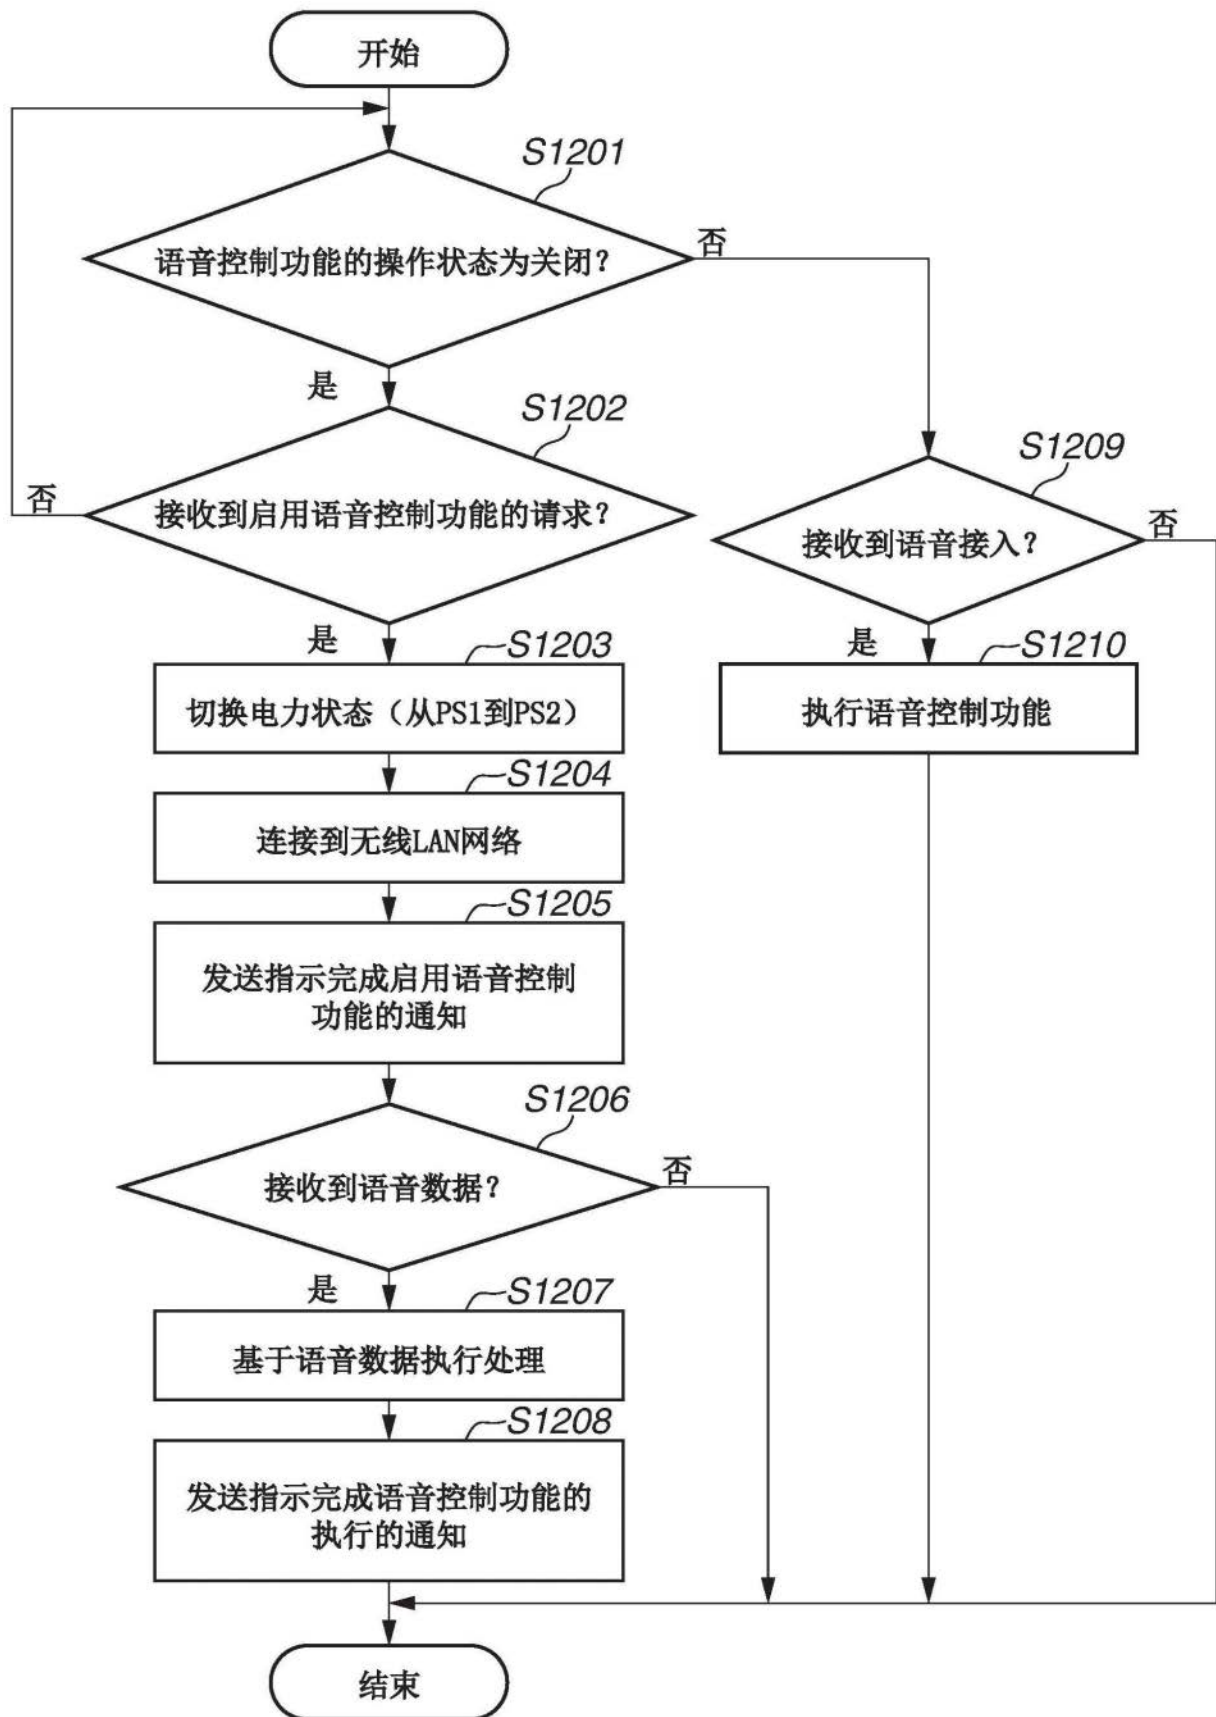 开始
S1201
语音控制功能的操作状态为关闭？
否
是
S1202
接收到启用语音控制功能的请求？
否
S1209
接收到语音接入？
否
是
S1203
切换电力状态（从PS1到PS2）
是
S1210
执行语音控制功能
S1204
连接到无线LAN网络
S1205
发送指示完成启用语音控制
功能的通知
S1206
接收到语音数据？
否
是
S1207
基于语音数据执行处理
S1208
发送指示完成语音控制功能的
执行的通知
结束